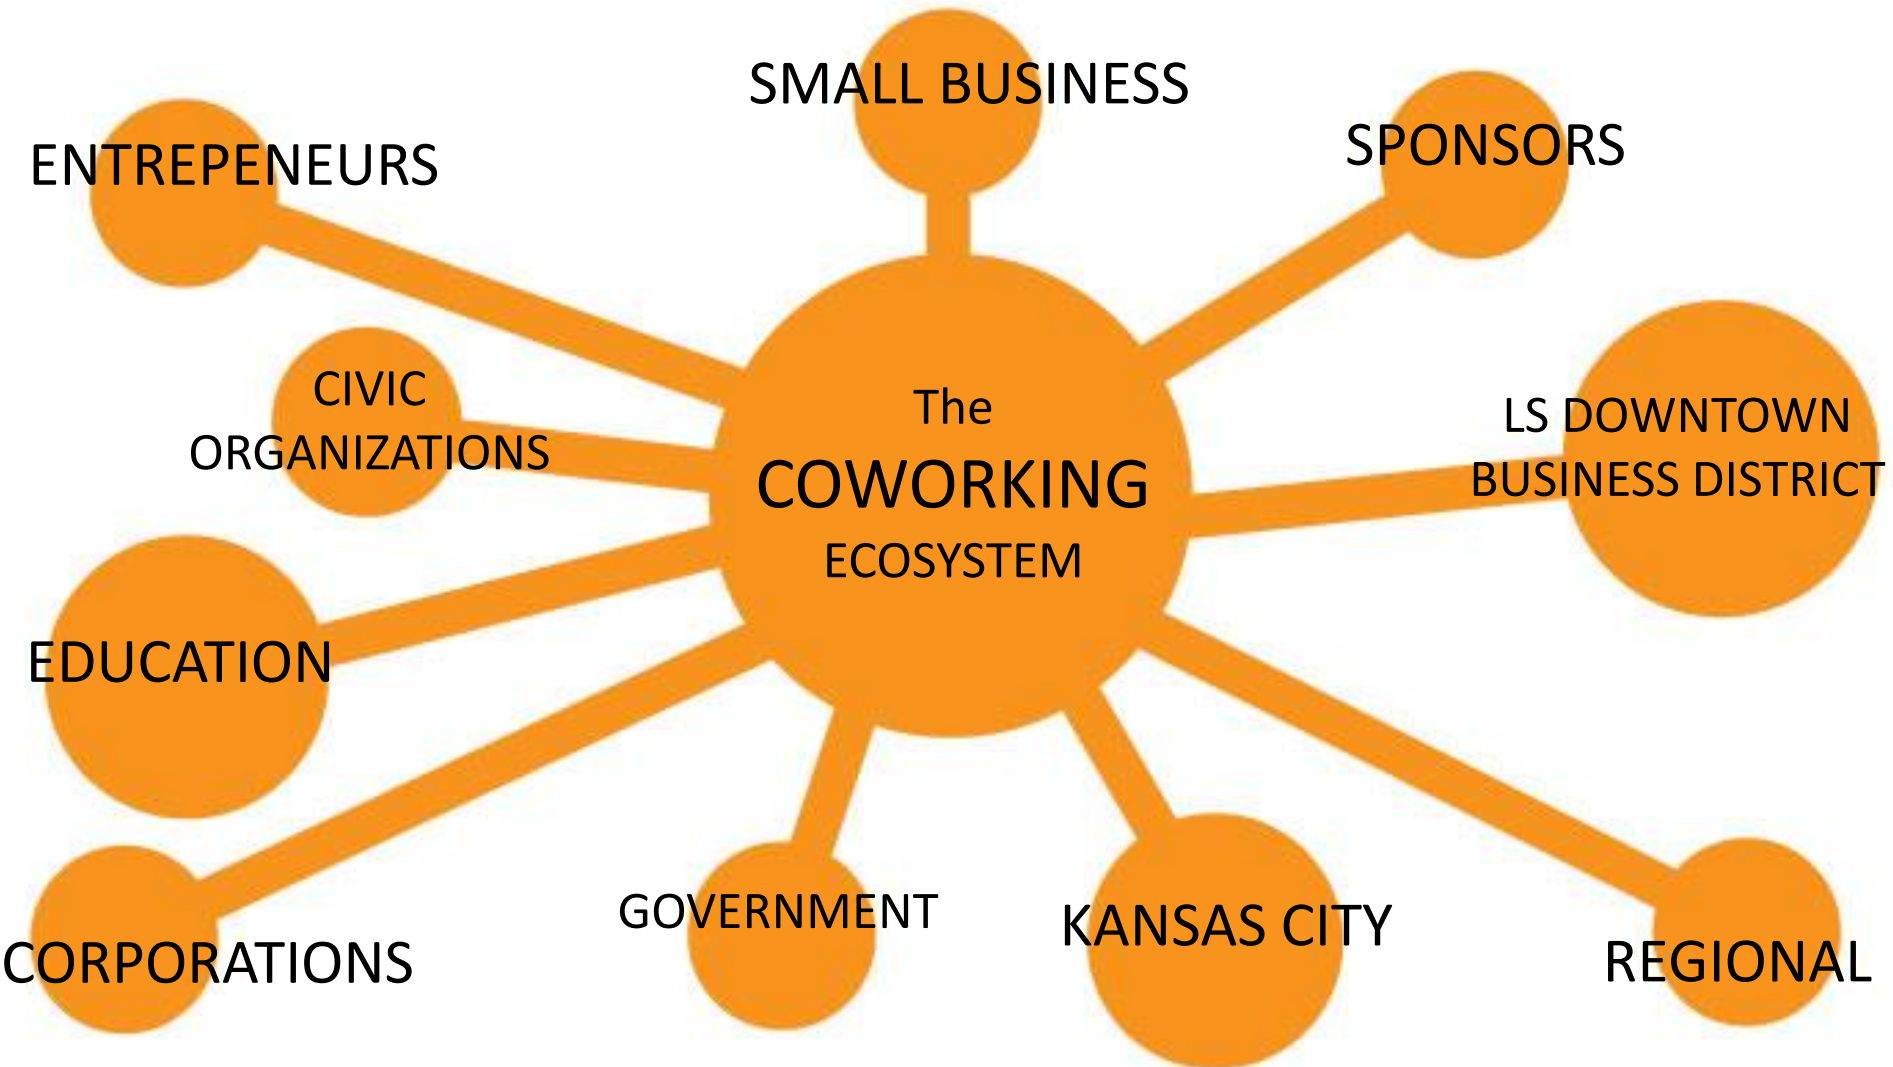 SMALL BUSINESS
SPONSORS
ENTREPENEURS
CIVIC
ORGANIZATIONS
The
COWORKING
ECOSYSTEM
LS DOWNTOWN
BUSINESS DISTRICT
EDUCATION
CORPORATIONS
GOVERNMENT
KANSAS CITY
REGIONAL